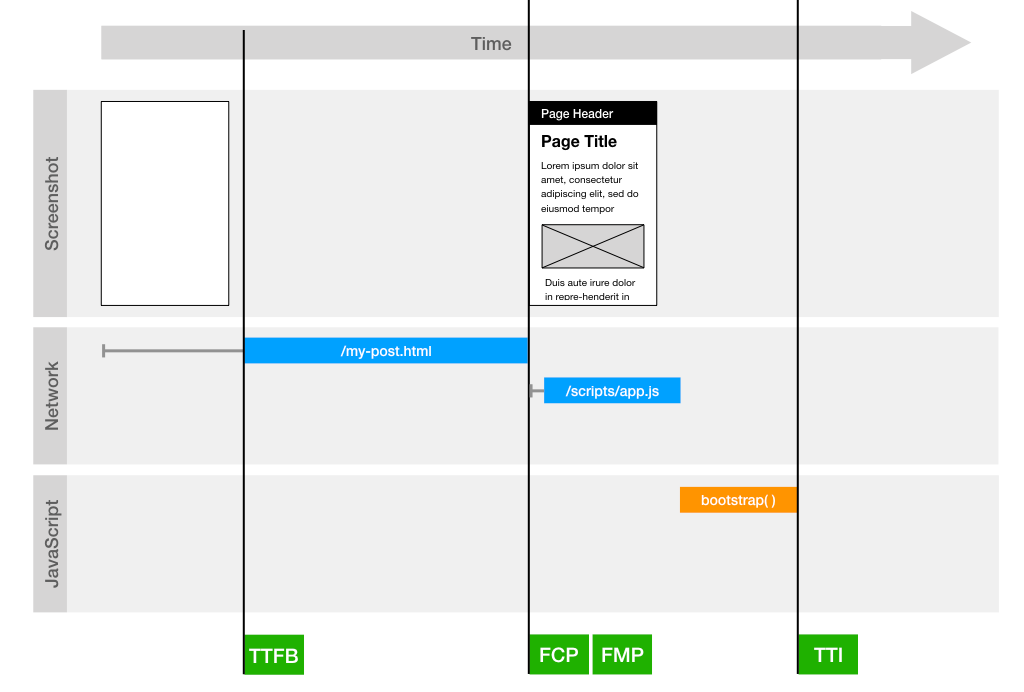 Time
Screenshot
Page Header
Page Title
Lorem ipsum dolor sit
amet, consectetur
adipiscing elit, sed do
eiusmod tempor
Duis aute irure dolor
in repre-henderit in
Network
/my-post.html
/scripts/app.js
JavaScript
bootstrap( )
TTFB
FCP
FMP
TTI